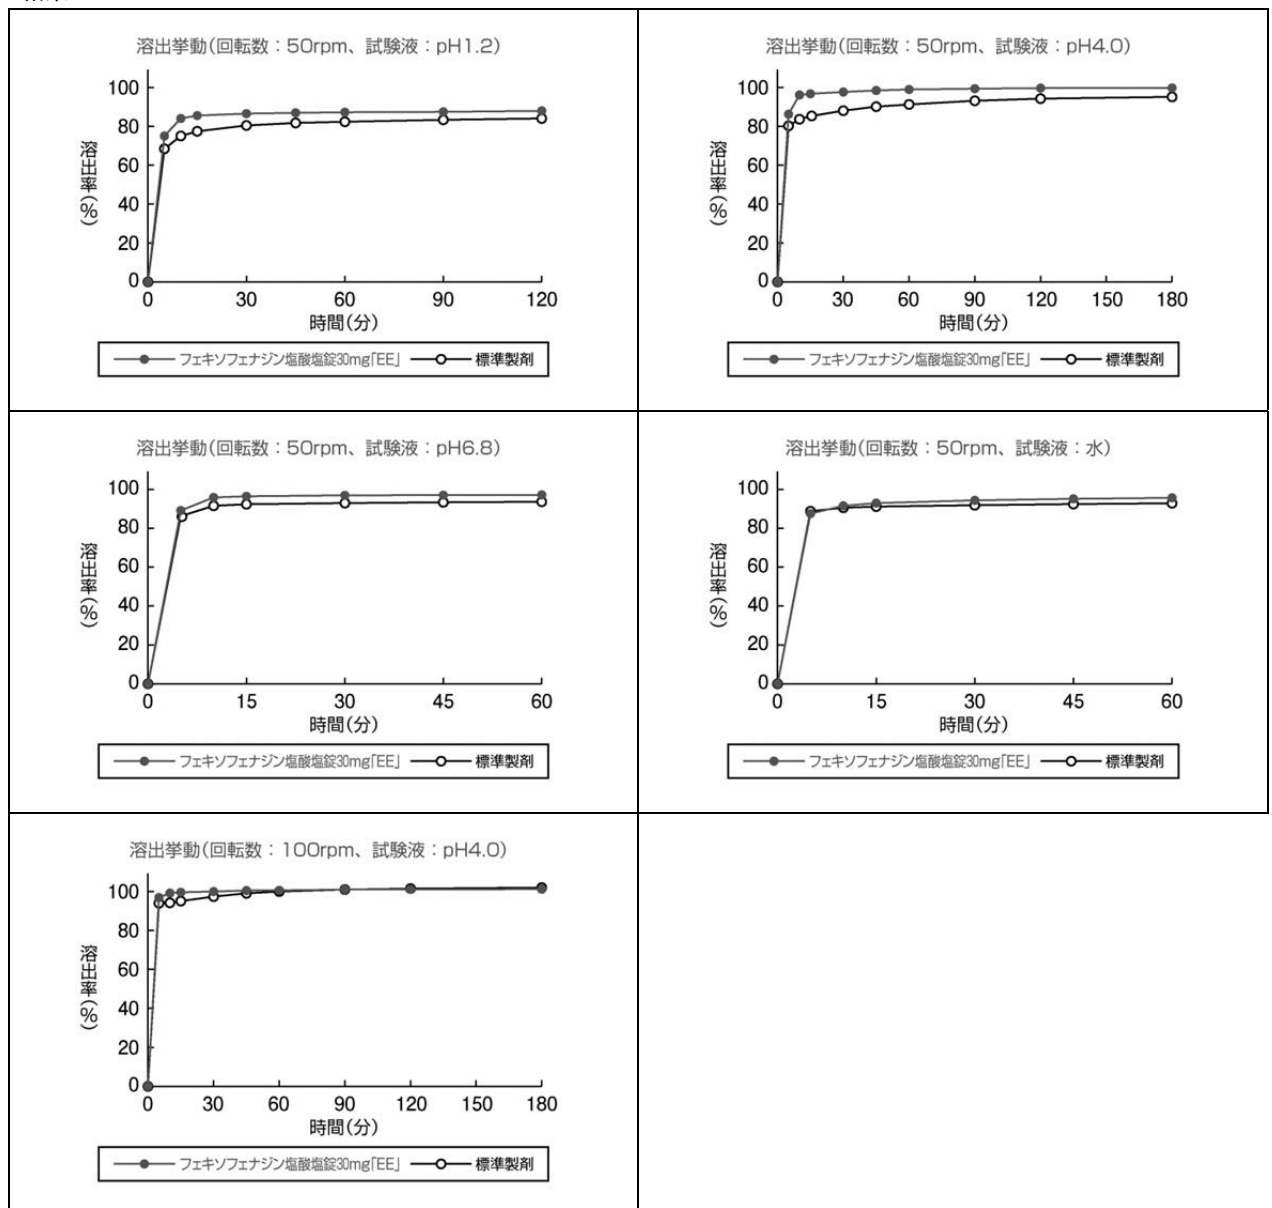 溶出挙動(回転数：50rpm、試験液：pH1.2)
溶出率(%)
100
80
60
40
20
0
0 30 60 90 120
時間(分)
フェキソフェナジン塩酸塩錠30mg「EE」 標準製剤
溶出挙動(回転数：50rpm、試験液：pH4.0)
溶出率(%)
100
80
60
40
20
0
0 30 60 90 120 150 180
時間(分)
フェキソフェナジン塩酸塩錠30mg「EE」 標準製剤
溶出挙動(回転数：50rpm、試験液：pH6.8)
溶出率(%)
100
80
60
40
20
0
0 15 30 45 60
時間(分)
フェキソフェナジン塩酸塩錠30mg「EE」 標準製剤
溶出挙動(回転数：50rpm、試験液：水)
溶出率(%)
100
80
60
40
20
0
0 15 30 45 60
時間(分)
フェキソフェナジン塩酸塩錠30mg「EE」 標準製剤
溶出挙動(回転数：100rpm、試験液：pH4.0)
溶出率(%)
100
80
60
40
20
0
0 30 60 90 120 150 180
時間(分)
フェキソフェナジン塩酸塩錠30mg「EE」 標準製剤